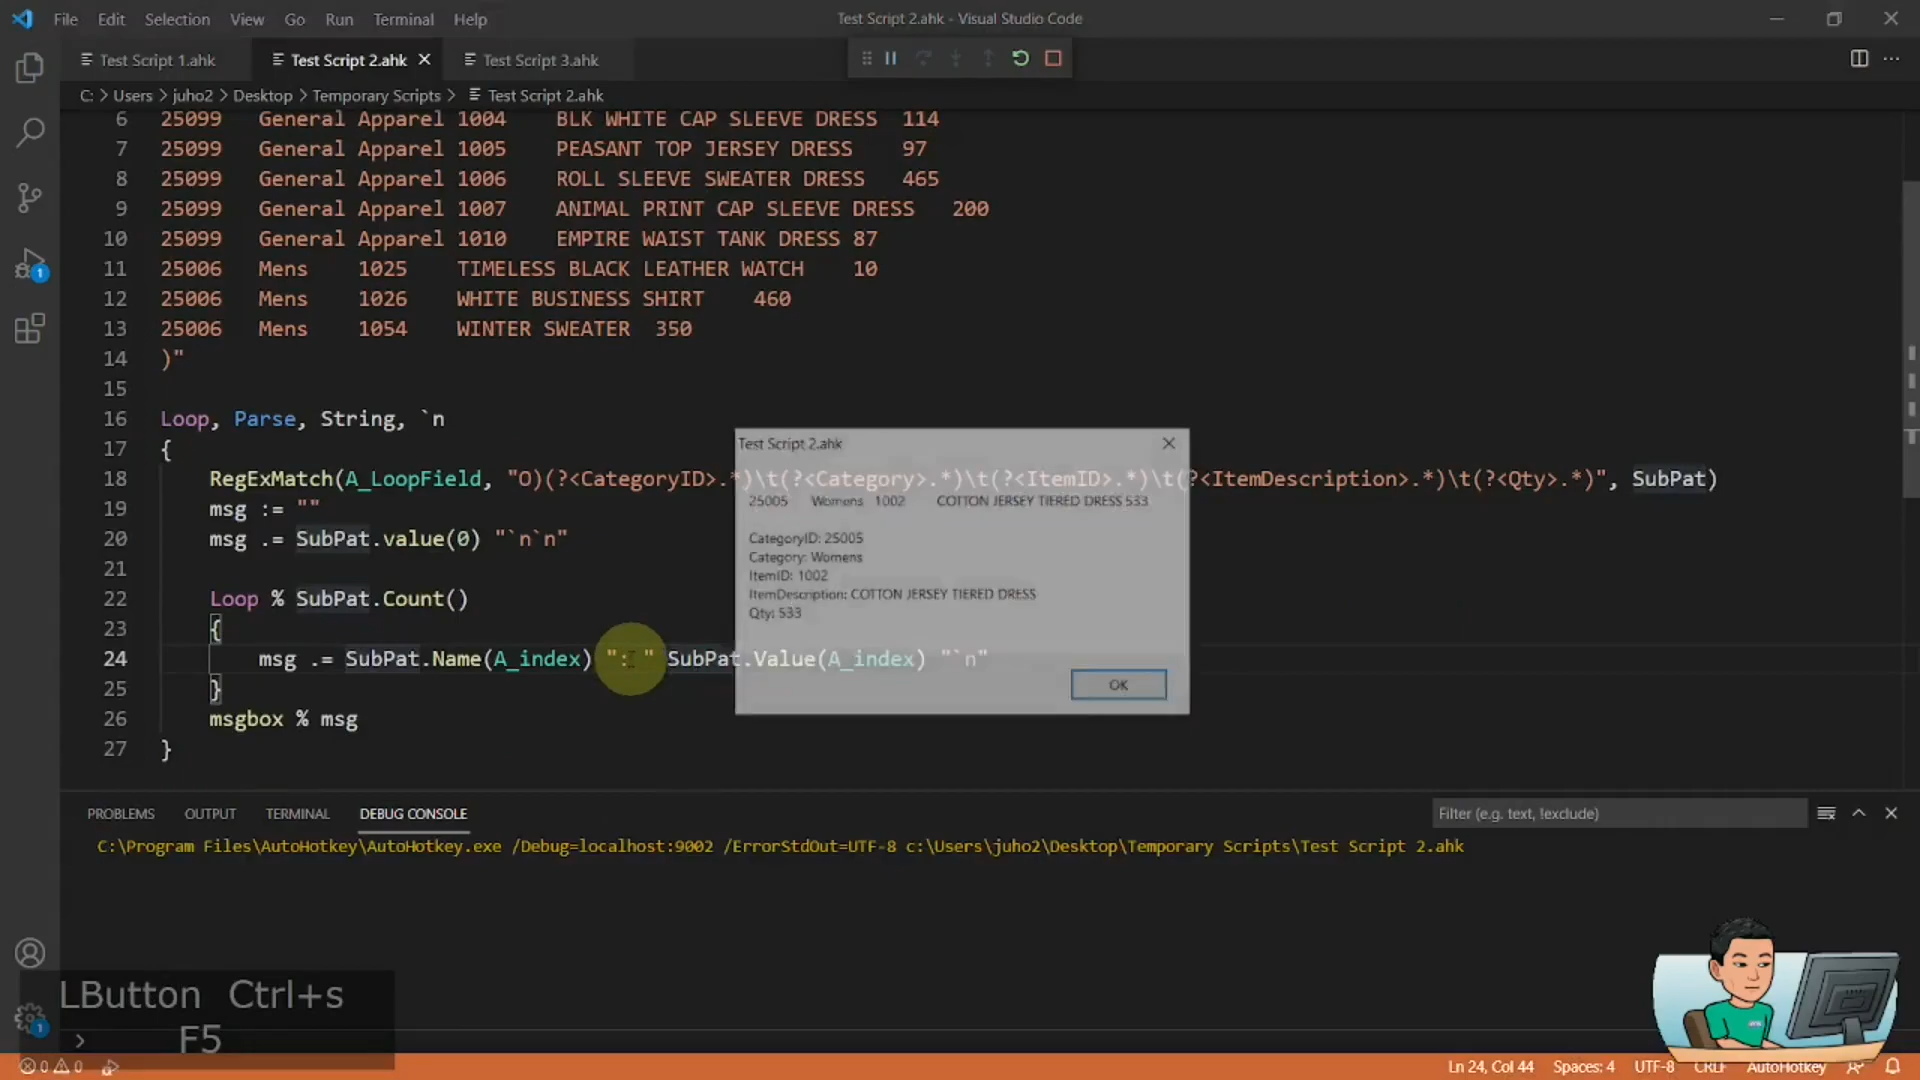 File Edit Selection View Go Run Terminal Help
Test Script 2.ahk - Visual Studio Code
Test Script 1.ahk Test Script 2.ahk Test Script 3.ahk
C: > Users > juho2 > Desktop > Temporary Scripts > Test Script 2.ahk
6 25099 General Apparel 1004 BLK WHITE CAP SLEEVE DRESS 114
7 25099 General Apparel 1005 PEASANT TOP JERSEY DRESS 97
8 25099 General Apparel 1006 ROLL SLEEVE SWEATER DRESS 465
9 25099 General Apparel 1007 ANIMAL PRINT CAP SLEEVE DRESS 200
10 25099 General Apparel 1010 EMPIRE WAIST TANK DRESS 87
11 25006 Mens 1025 TIMELESS BLACK LEATHER WATCH 10
12 25006 Mens 1026 WHITE BUSINESS SHIRT 460
13 25006 Mens 1054 WINTER SWEATER 350
14 )"
15
16 Loop, Parse, String, `n
17 {
18 RegExMatch(A_LoopField, "O)(?<CategoryID>.*)\t(?<Category>.*)\t(?<ItemID>.*)\t(?<ItemDescription>.*)\t(?<Qty>.*)", SubPat)
19 msg := ""
20 msg .= SubPat.value(0) "`n`n"
21
22 Loop % SubPat.Count()
23 {
24 msg .= SubPat.Name(A_index) ": " SubPat.Value(A_index) "`n"
25 }
26 msgbox % msg
27 }
Test Script 2.ahk
25005 Womens 1002 COTTON JERSEY TIERED DRESS 533
CategoryID: 25005
Category: Womens
ItemID: 1002
ItemDescription: COTTON JERSEY TIERED DRESS
Qty: 533
OK
PROBLEMS OUTPUT TERMINAL DEBUG CONSOLE
Filter (e.g. text, !exclude)
C:\Program Files\AutoHotkey\AutoHotkey.exe /Debug=localhost:9002 /ErrorStdOut=UTF-8 c:\Users\juho2\Desktop\Temporary Scripts\Test Script 2.ahk
1
LButton Ctrl+s
F5
1
0 0
Ln 24, Col 44 Spaces: 4 UTF-8 CRLF AutoHotkey